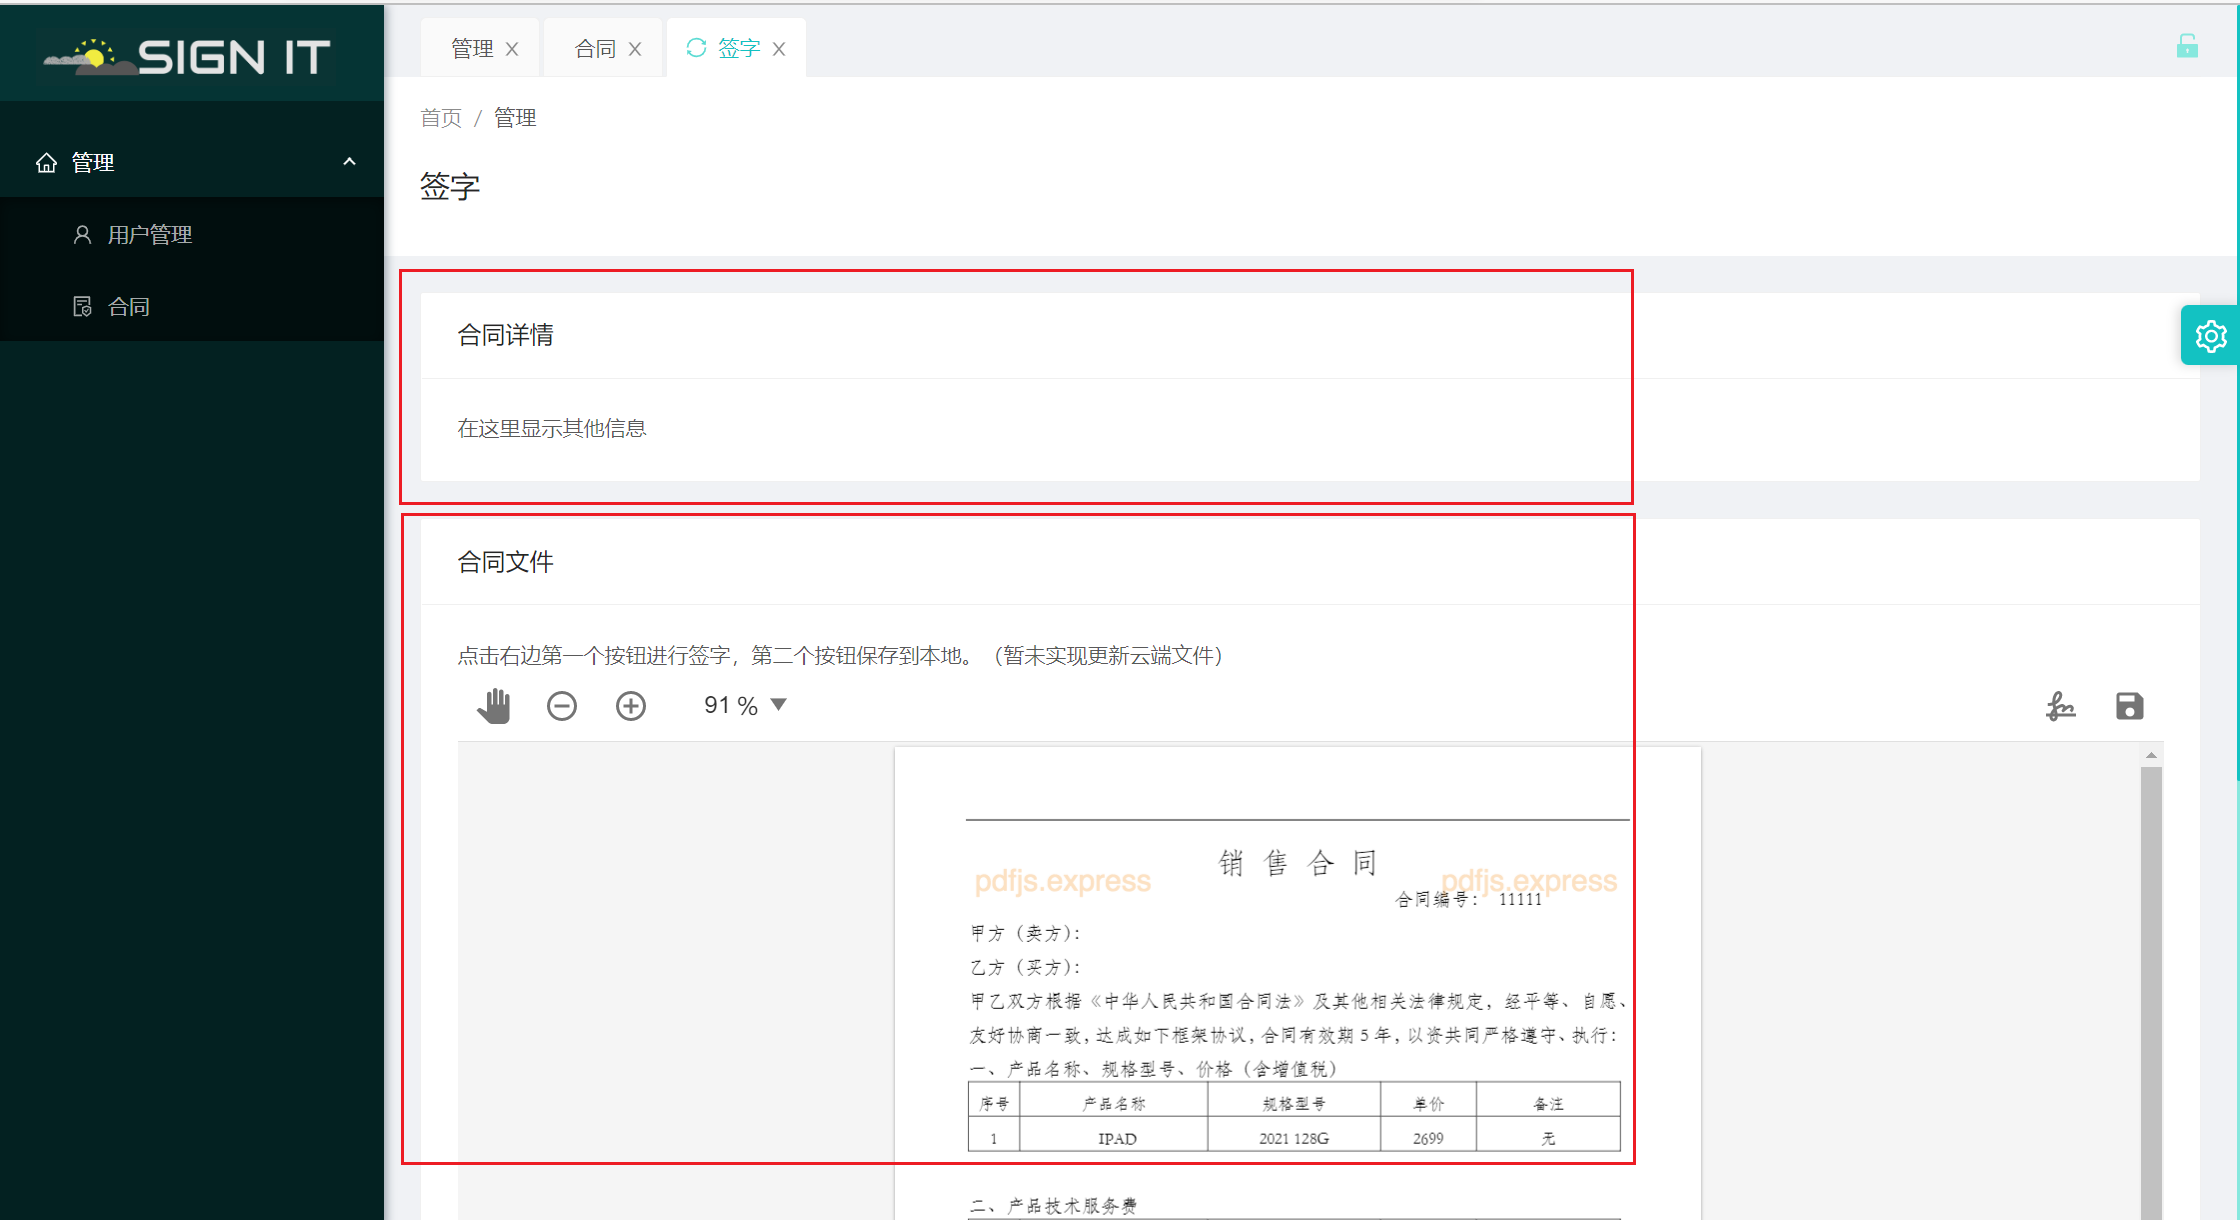 SIGN IT
管理
用户管理
合同
管理 X
合同 X
签字 X
首页 / 管理
签字
合同详情
在这里显示其他信息
合同文件
点击右边第一个按钮进行签字，第二个按钮保存到本地。（暂未实现更新云端文件）
91 %
销售合同
pdfjs.express pdfjs.express
合同编号： 11111
甲方（卖方）：
乙方（买方）：
甲乙双方根据《中华人民共和国合同法》及其他相关法律规定，经平等、自愿、
友好协商一致，达成如下框架协议，合同有效期 5 年，以资共同严格遵守、执行：
一、产品名称、规格型号、价格（含增值税）
序号 产品名称 规格型号 单价 备注
1 IPAD 2021 128G 2699 无
二、产品技术服务费